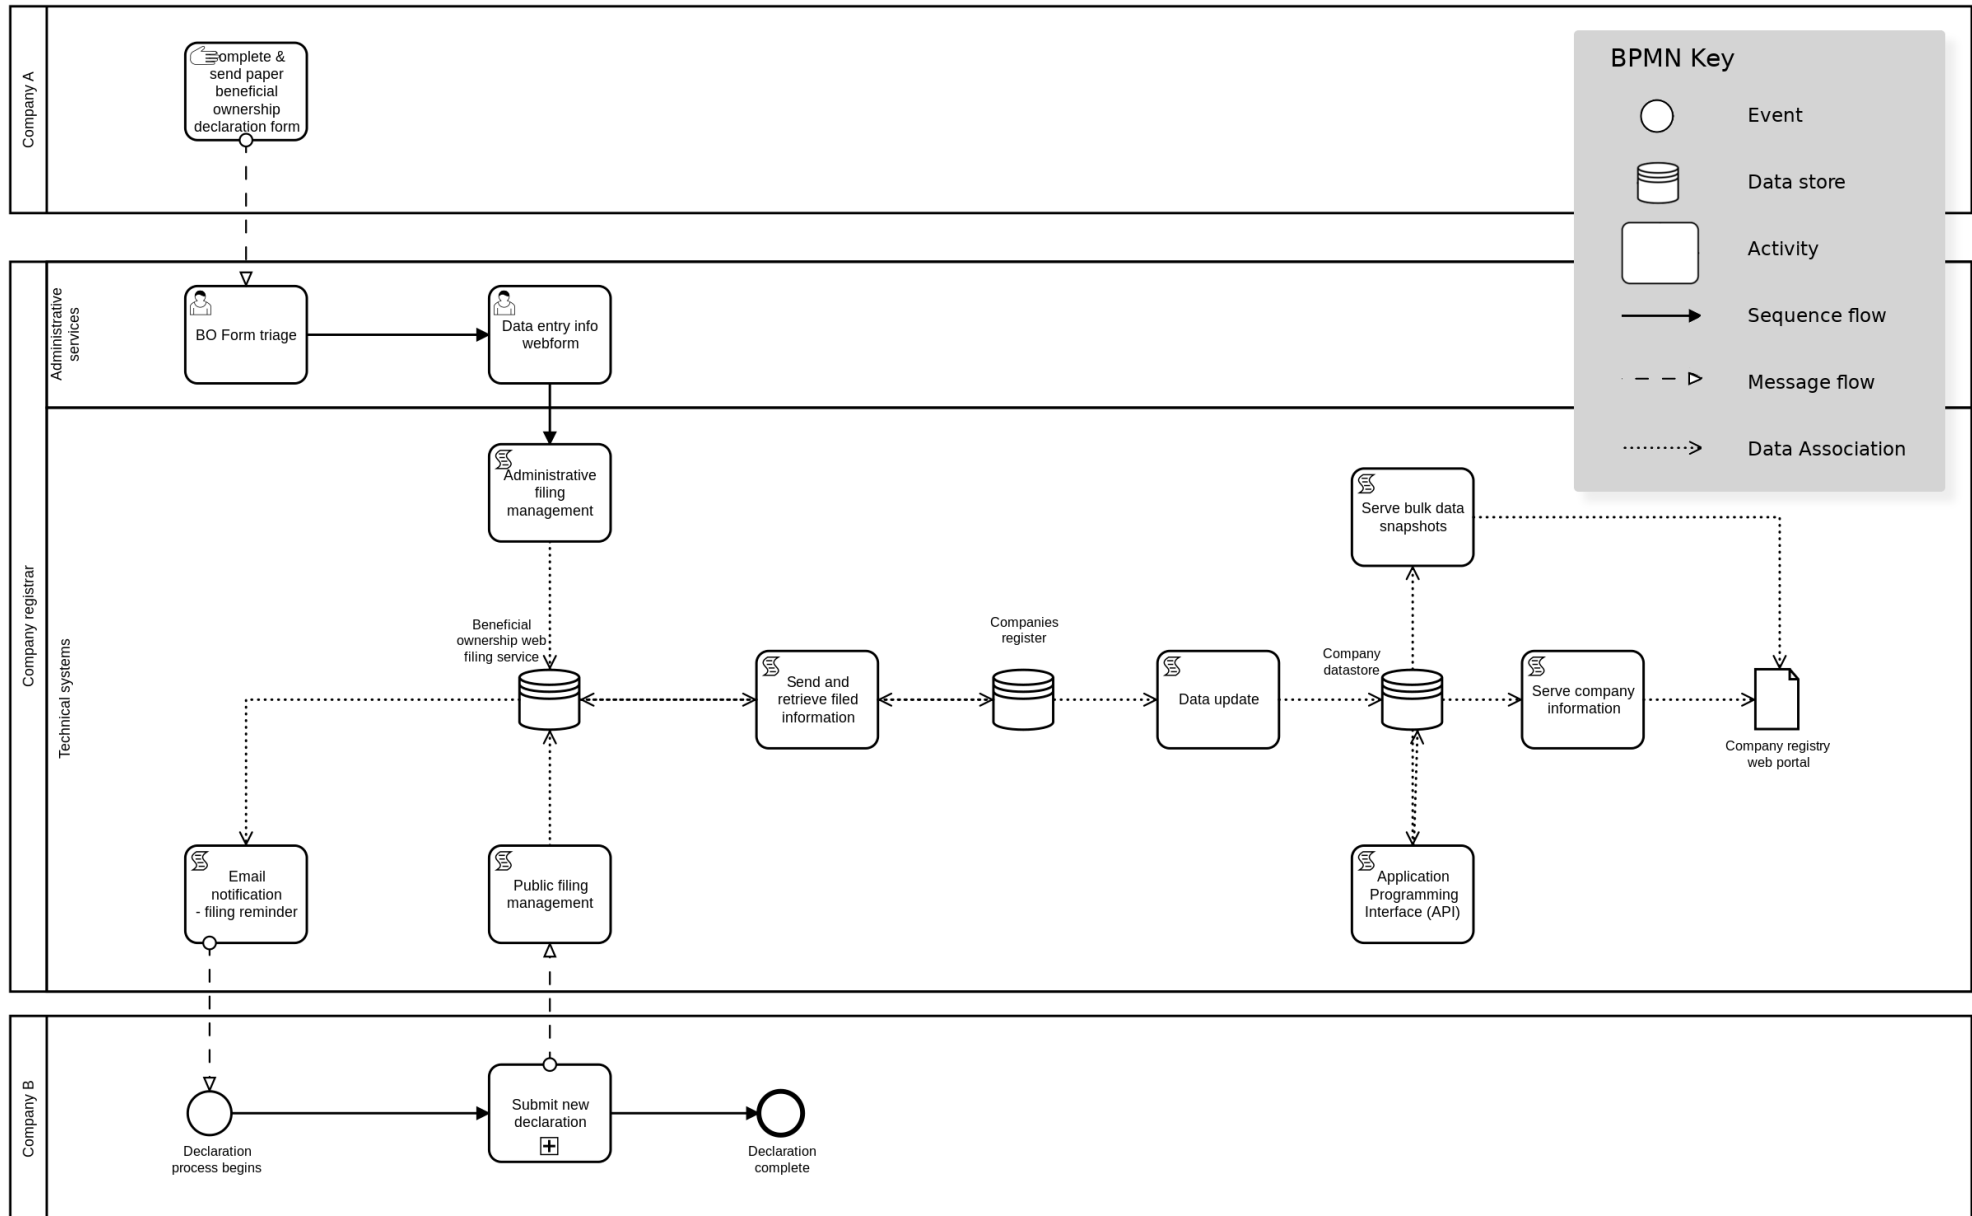 Company A
omplete &
send paper
beneficial
ownership
declaration form
BPMN Key
Event
Data store
Activity
Sequence flow
Message flow
Data Association
Company registrar
Administrative
services
BO Form triage
Data entry info
webform
Technical systems
Administrative
filing
management
Serve bulk data
snapshots
Beneficial
ownership web
filing service
Send and
retrieve filed
information
Companies
register
Data update
Company
datastore
Serve company
information
Company registry
web portal
Email
notification
- filing reminder
Public filing
management
Application
Programming
Interface (API)
Company B
Declaration
process begins
Submit new
declaration
Declaration
complete